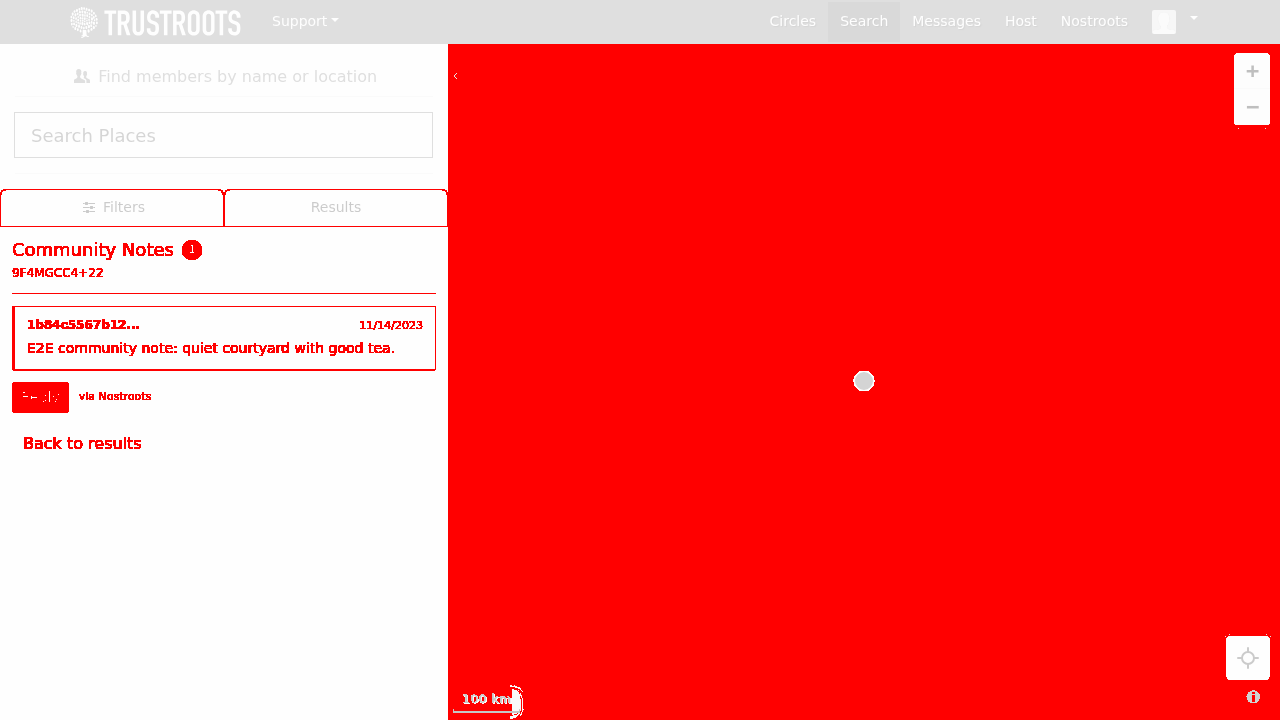 TRUSTROOTS
Support
Circles
Search
Messages
Host
Nostroots
Find members by name or location
Search Places
Filters
Results
Community Notes 1
9F4MGCC4+22
1b84c5567b12...
11/14/2023
E2E community note: quiet courtyard with good tea.
via Nostroots
Back to results
100 km